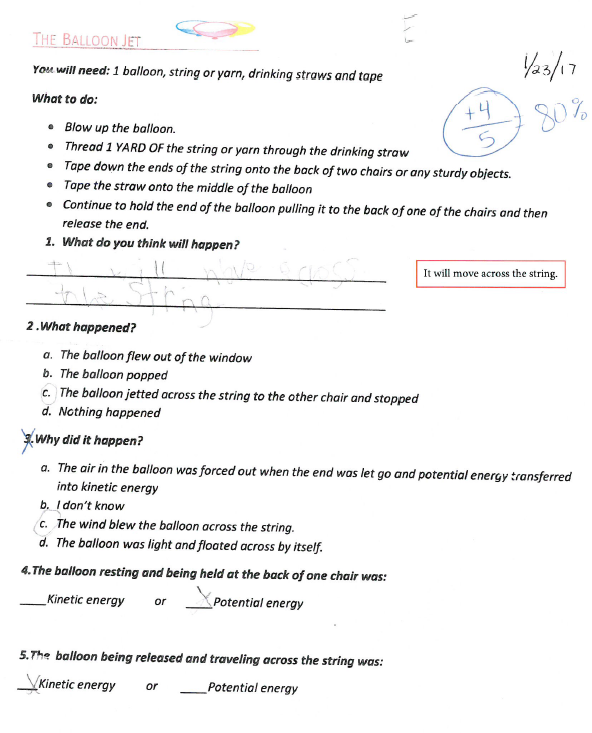 THE BALLOON JET
1/23/17
You will need: 1 balloon, string or yarn, drinking straws and tape
What to do:
+4
5
80%
• Blow up the balloon.
• Thread 1 YARD OF the string or yarn through the drinking straw
• Tape down the ends of the string onto the back of two chairs or any sturdy objects.
• Tape the straw onto the middle of the balloon
• Continue to hold the end of the balloon pulling it to the back of one of the chairs and then
release the end.
1. What do you think will happen?
It will move across
the String
It will move across the string.
2 .What happened?
a. The balloon flew out of the window
b. The balloon popped
c. The balloon jetted across the string to the other chair and stopped
d. Nothing happened
3.Why did it happen?
a. The air in the balloon was forced out when the end was let go and potential energy transferred
into kinetic energy
b. I don't know
c. The wind blew the balloon across the string.
d. The balloon was light and floated across by itself.
4.The balloon resting and being held at the back of one chair was:
___Kinetic energy or ___Potential energy
5.The balloon being released and traveling across the string was:
___Kinetic energy or ___Potential energy